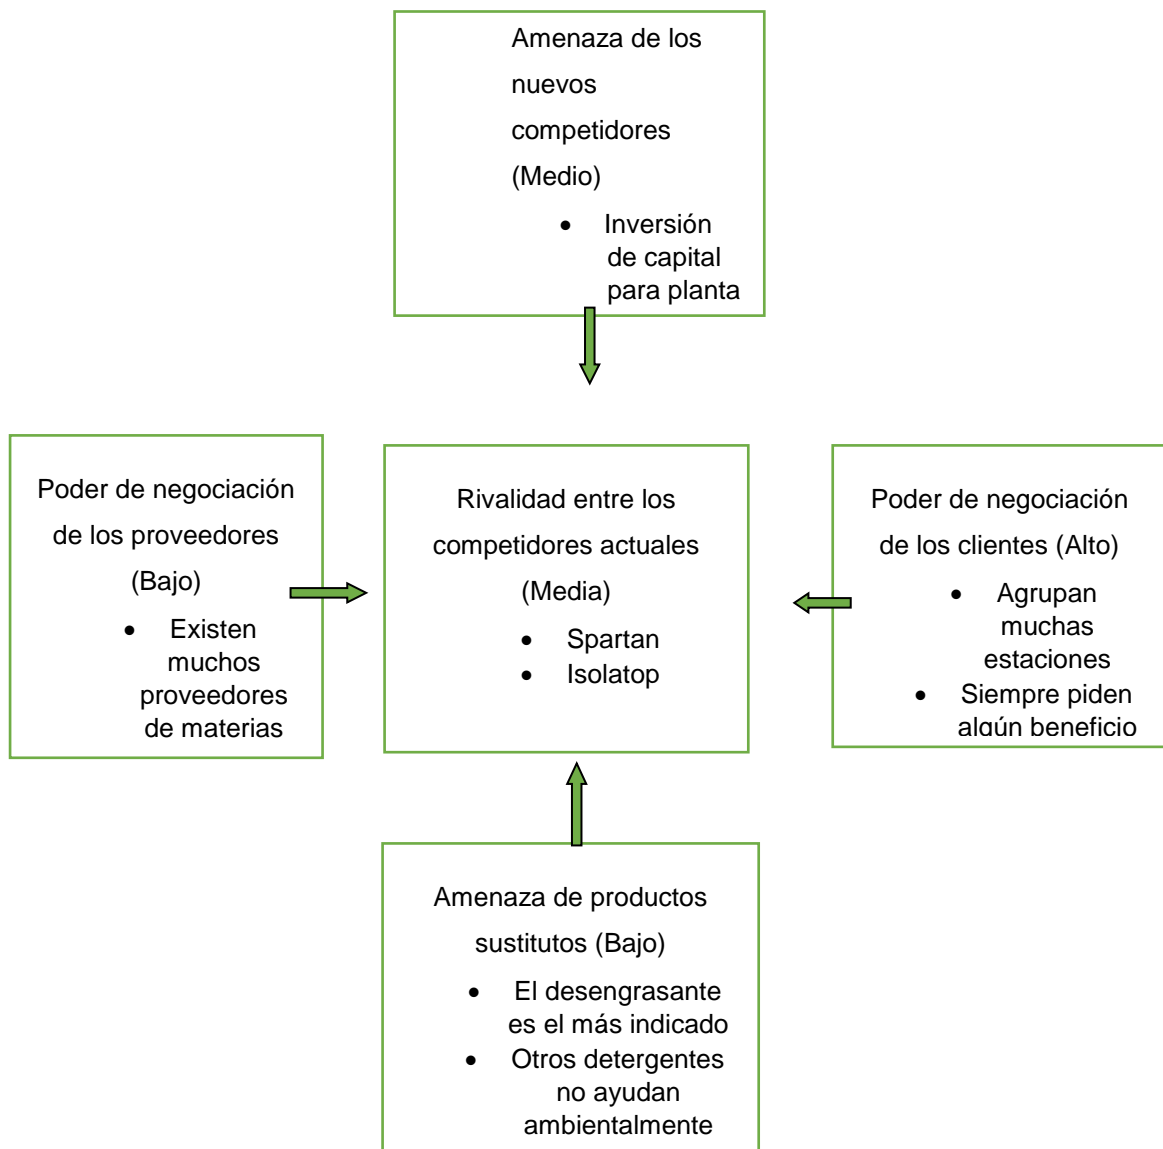 Amenaza de los
nuevos
competidores
(Medio)
• Inversión
de capital
para planta
Poder de negociación
de los proveedores
(Bajo)
• Existen
muchos
proveedores
de materias
Rivalidad entre los
competidores actuales
(Media)
• Spartan
• Isolatop
Poder de negociación
de los clientes (Alto)
• Agrupan
muchas
estaciones
• Siempre piden
algún beneficio
Amenaza de productos
sustitutos (Bajo)
• El desengrasante
es el más indicado
• Otros detergentes
no ayudan
ambientalmente